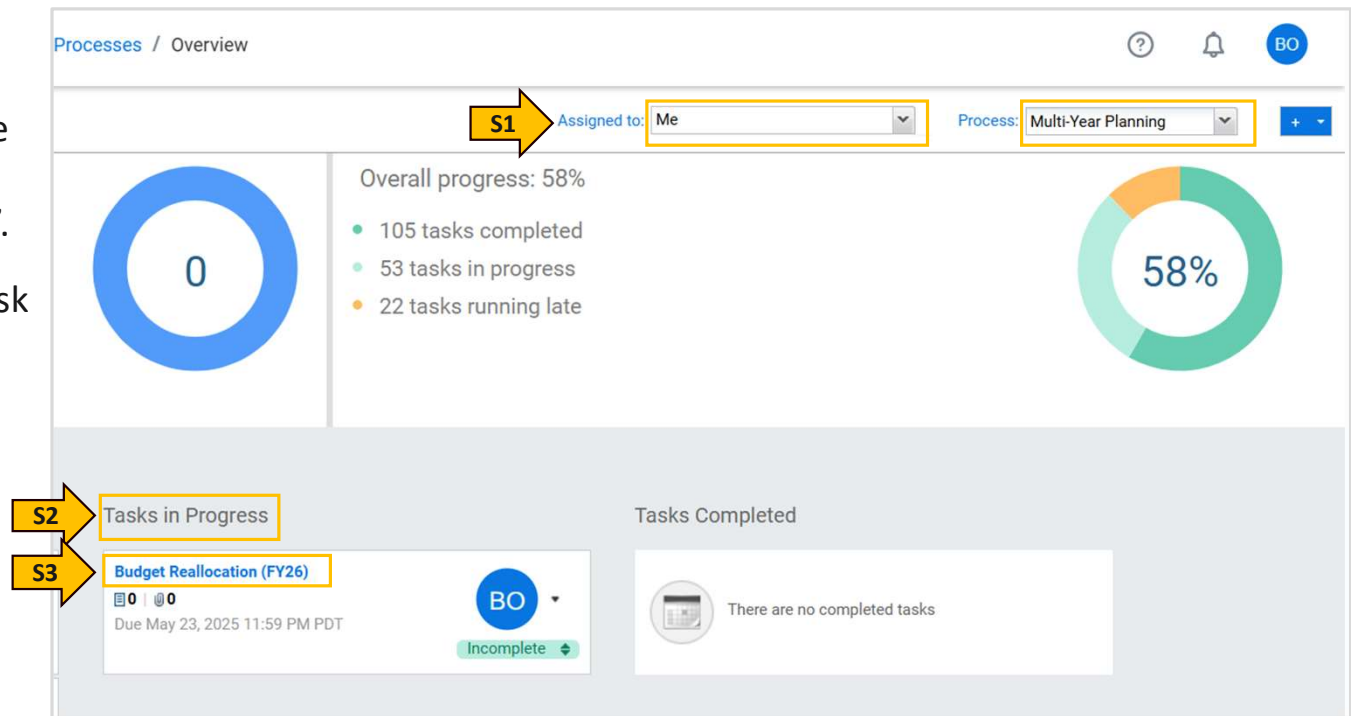 Processes / Overview
BO
e
S1
Assigned to: Me
Process: Multi-Year Planning
+
.
sk
0
Overall progress: 58%
105 tasks completed
53 tasks in progress
22 tasks running late
58%
S2
Tasks in Progress
Tasks Completed
S3
Budget Reallocation (FY26)
0 | 0
Due May 23, 2025 11:59 PM PDT
BO
Incomplete
There are no completed tasks